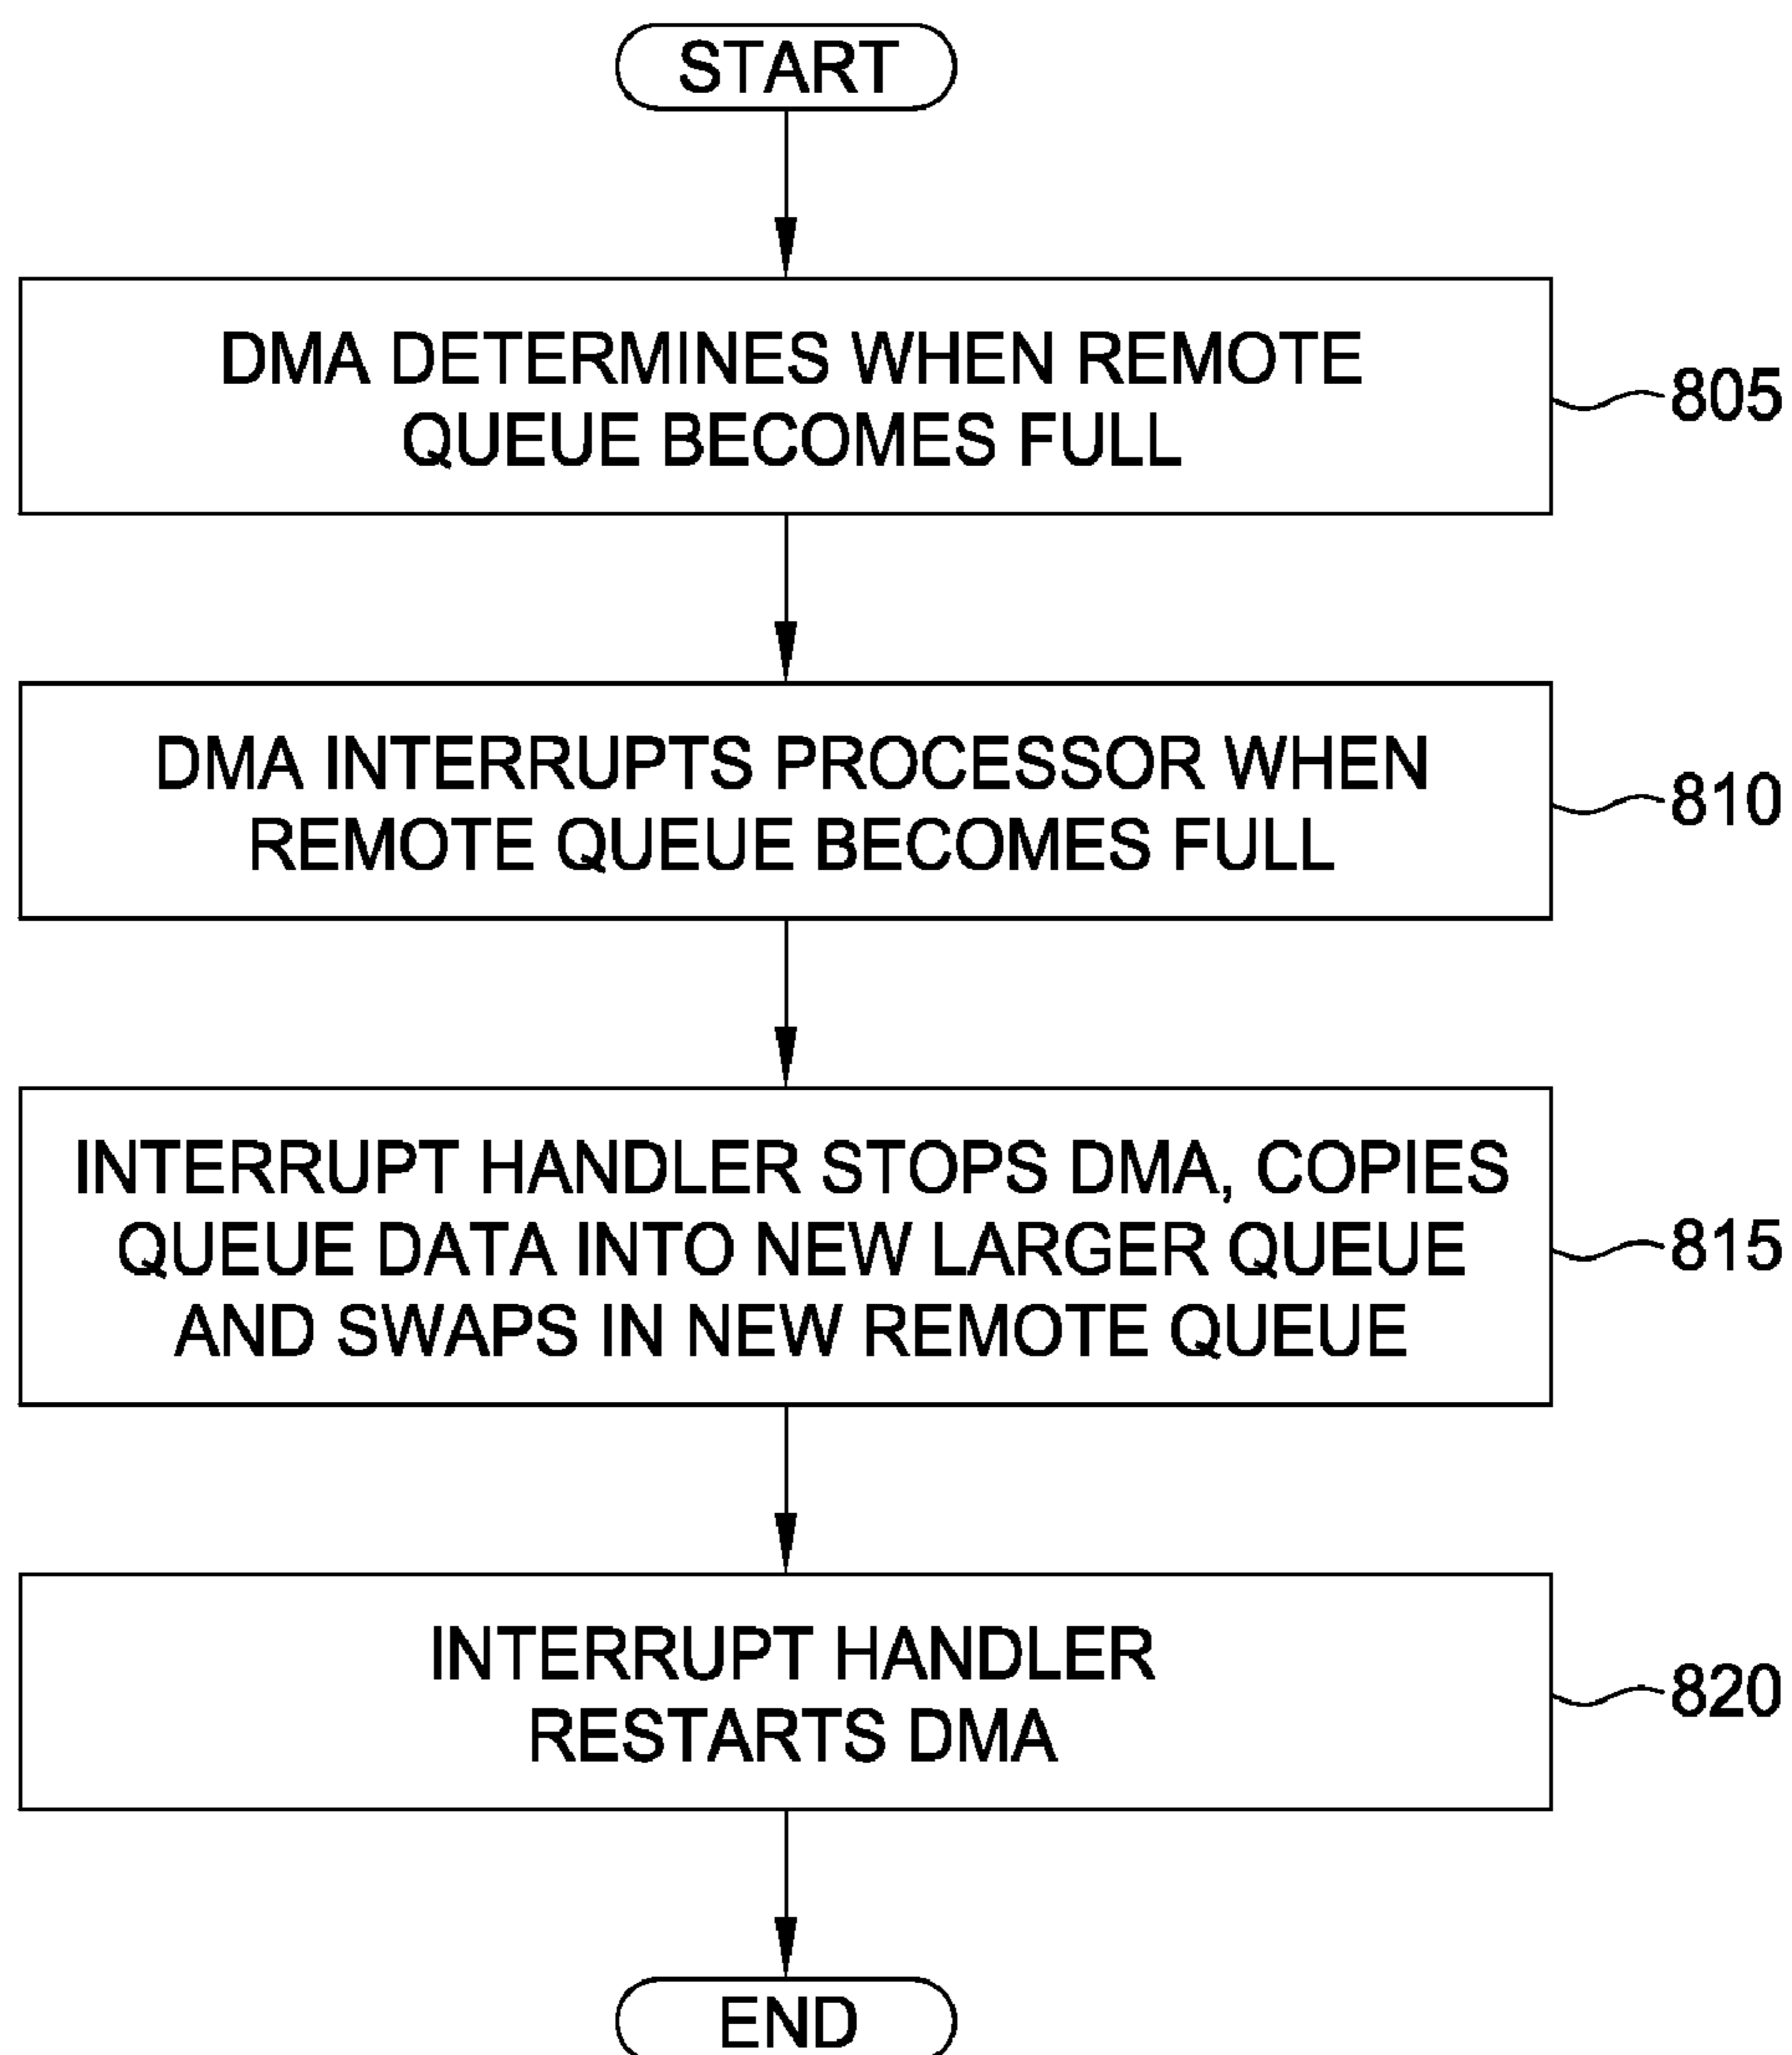 START
DMA DETERMINES WHEN REMOTE
QUEUE BECOMES FULL
805
DMA INTERRUPTS PROCESSOR WHEN
REMOTE QUEUE BECOMES FULL
810
INTERRUPT HANDLER STOPS DMA, COPIES
QUEUE DATA INTO NEW LARGER QUEUE
AND SWAPS IN NEW REMOTE QUEUE
815
INTERRUPT HANDLER
RESTARTS DMA
820
END